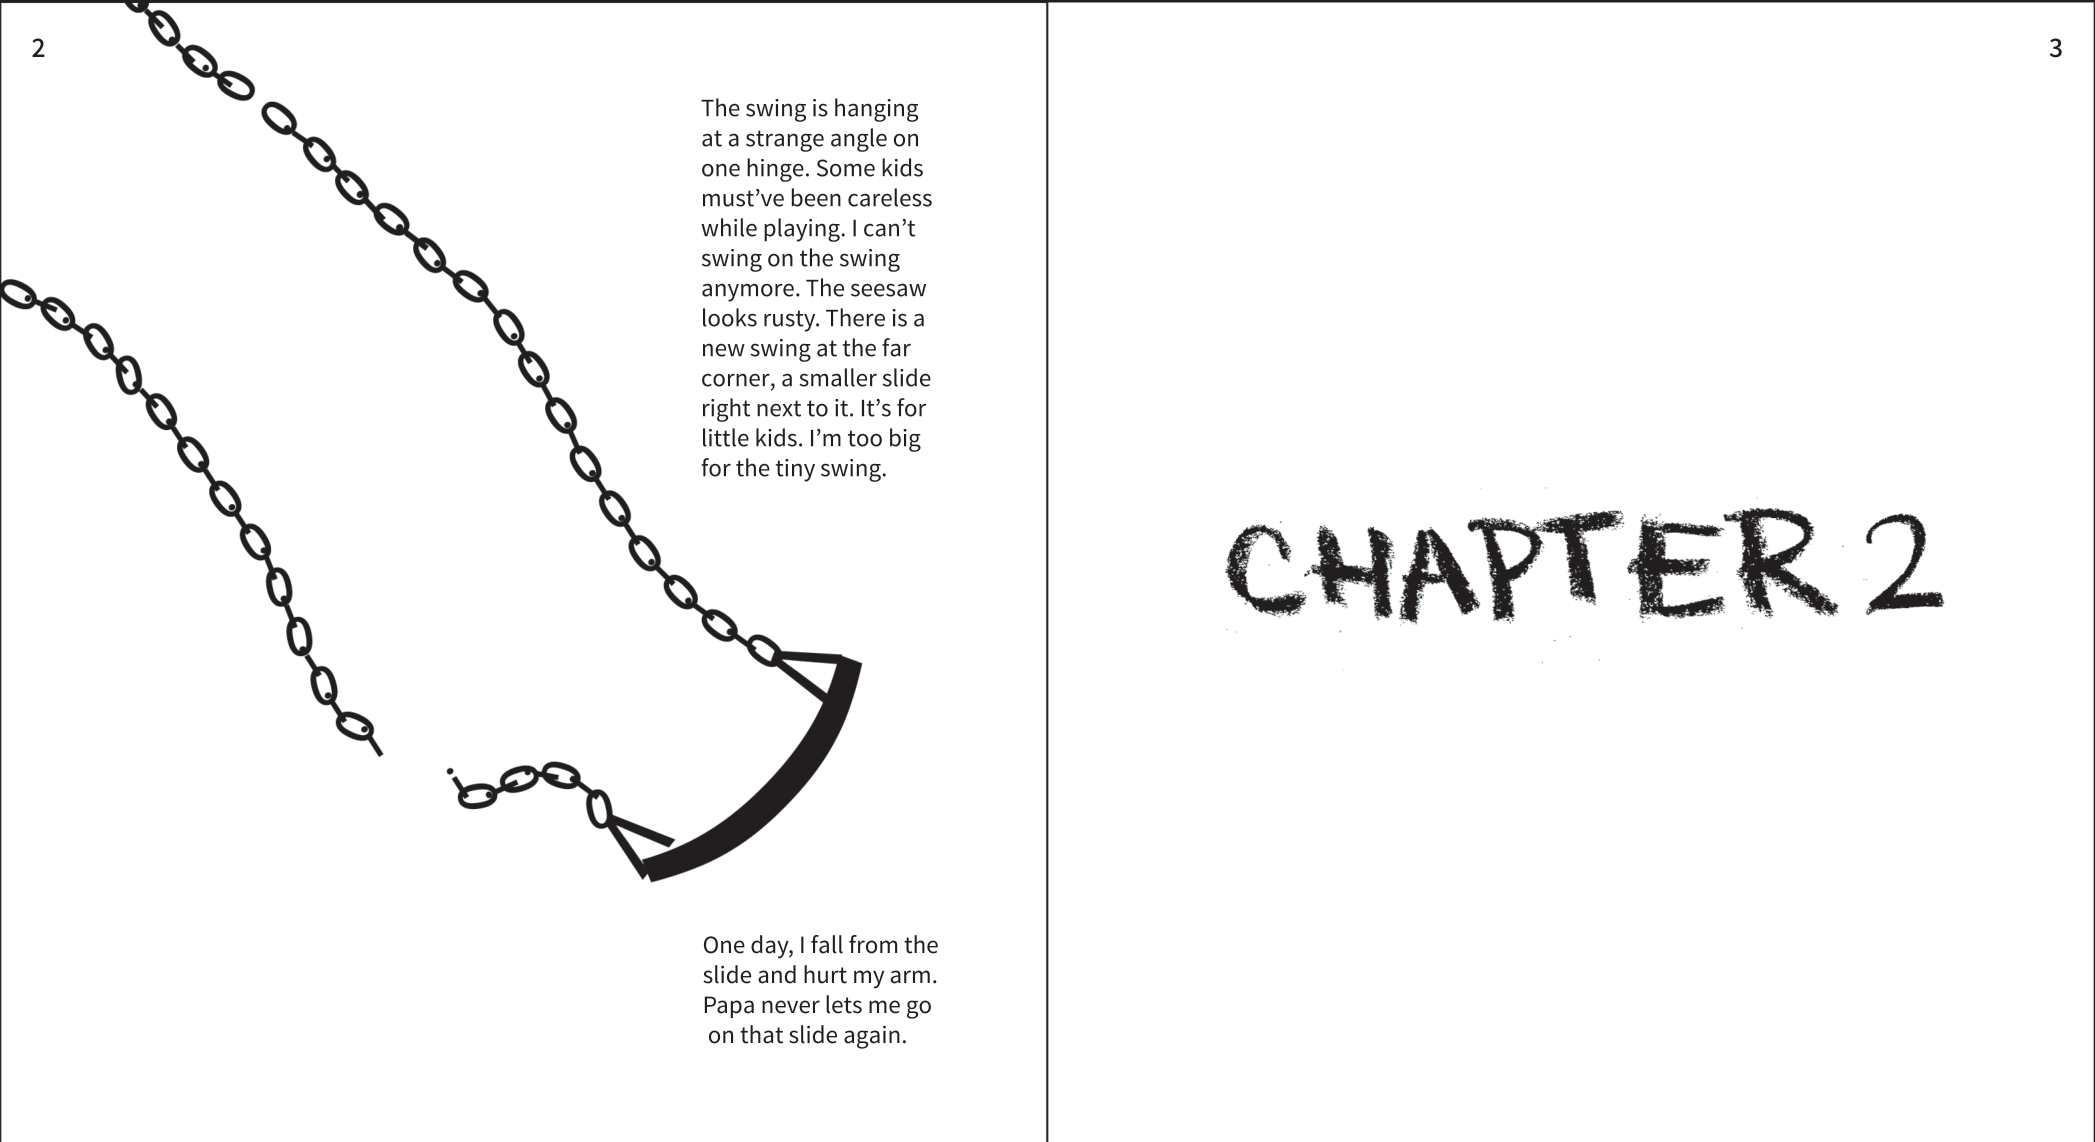 2
The swing is hanging
at a strange angle on
one hinge. Some kids
must’ve been careless
while playing. I can’t
swing on the swing
anymore. The seesaw
looks rusty. There is a
new swing at the far
corner, a smaller slide
right next to it. It’s for
little kids. I’m too big
for the tiny swing.
One day, I fall from the
slide and hurt my arm.
Papa never lets me go
on that slide again.
3
CHAPTER 2